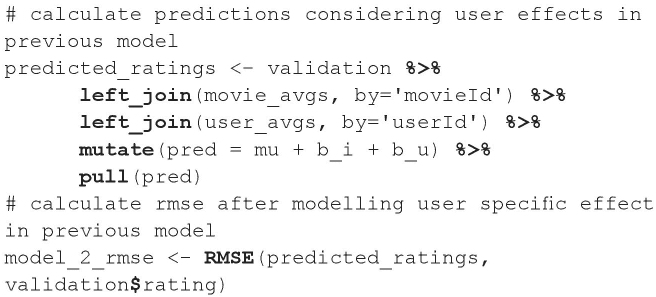 # calculate predictions considering user effects in
previous model
predicted_ratings <- validation %>%
left_join(movie_avgs, by='movieId') %>%
left_join(user_avgs, by='userId') %>%
mutate(pred = mu + b_i + b_u) %>%
pull(pred)
# calculate rmse after modelling user specific effect
in previous model
model_2_rmse <- RMSE(predicted_ratings,
validation$rating)